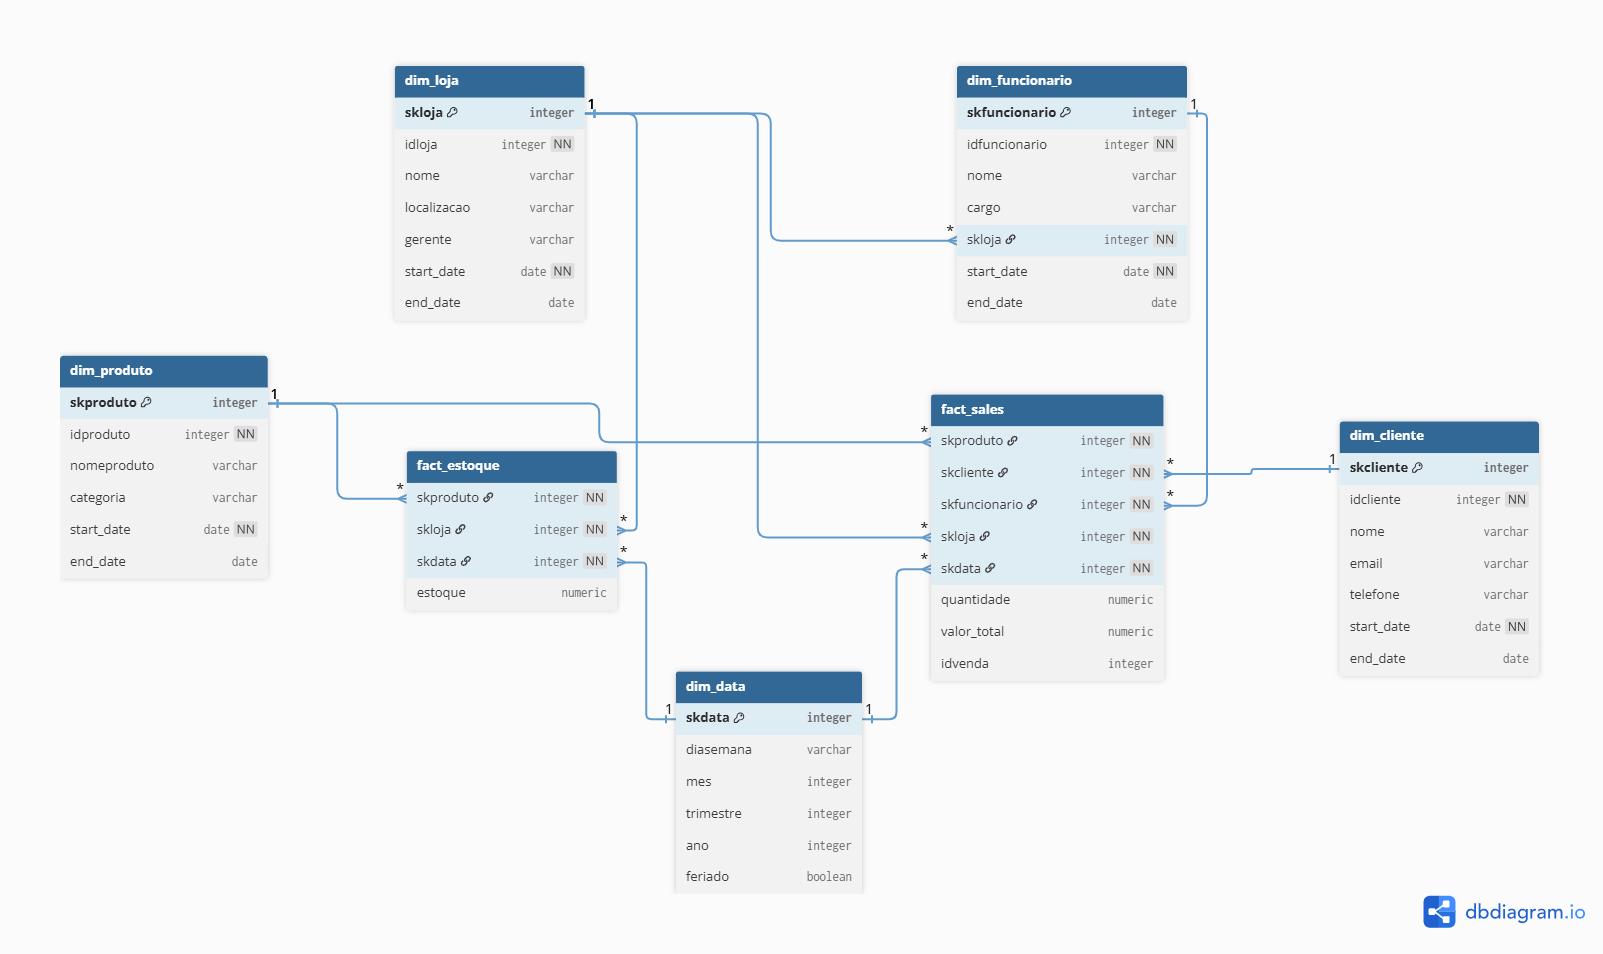 dim_loja
skloja integer
idloja integer NN
nome varchar
localizacao varchar
gerente varchar
start_date date NN
end_date date
1
dim_funcionario
skfuncionario integer
idfuncionario integer NN
nome varchar
cargo varchar
skloja integer NN
start_date date NN
end_date date
1
*
dim_produto
skproduto integer
idproduto integer NN
nomeproduto varchar
categoria varchar
start_date date NN
end_date date
1
fact_estoque
skproduto integer NN
skloja integer NN
skdata integer NN
estoque numeric
*
*
*
fact_sales
skproduto integer NN
skcliente integer NN
skfuncionario integer NN
skloja integer NN
skdata integer NN
quantidade numeric
valor_total numeric
idvenda integer
*
*
*
*
*
dim_cliente
skcliente integer
idcliente integer NN
nome varchar
email varchar
telefone varchar
start_date date NN
end_date date
1
dim_data
skdata integer
diasemana varchar
mes integer
trimestre integer
ano integer
feriado boolean
1
1
dbdiagram.io